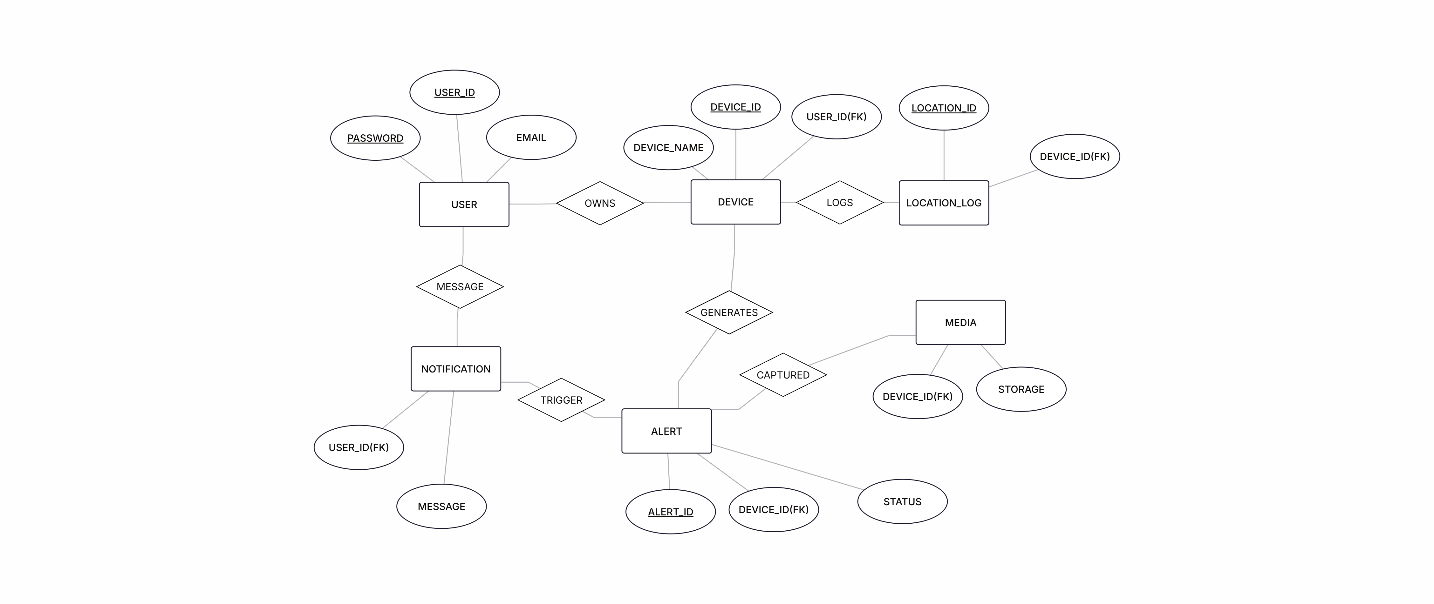 USER_ID
DEVICE_ID
LOCATION_ID
USER_ID(FK)
PASSWORD
EMAIL
DEVICE_NAME
DEVICE_ID(FK)
USER
OWNS
DEVICE
LOGS
LOCATION_LOG
MESSAGE
GENERATES
MEDIA
NOTIFICATION
CAPTURED
TRIGGER
DEVICE_ID(FK)
STORAGE
ALERT
USER_ID(FK)
MESSAGE
ALERT_ID
DEVICE_ID(FK)
STATUS